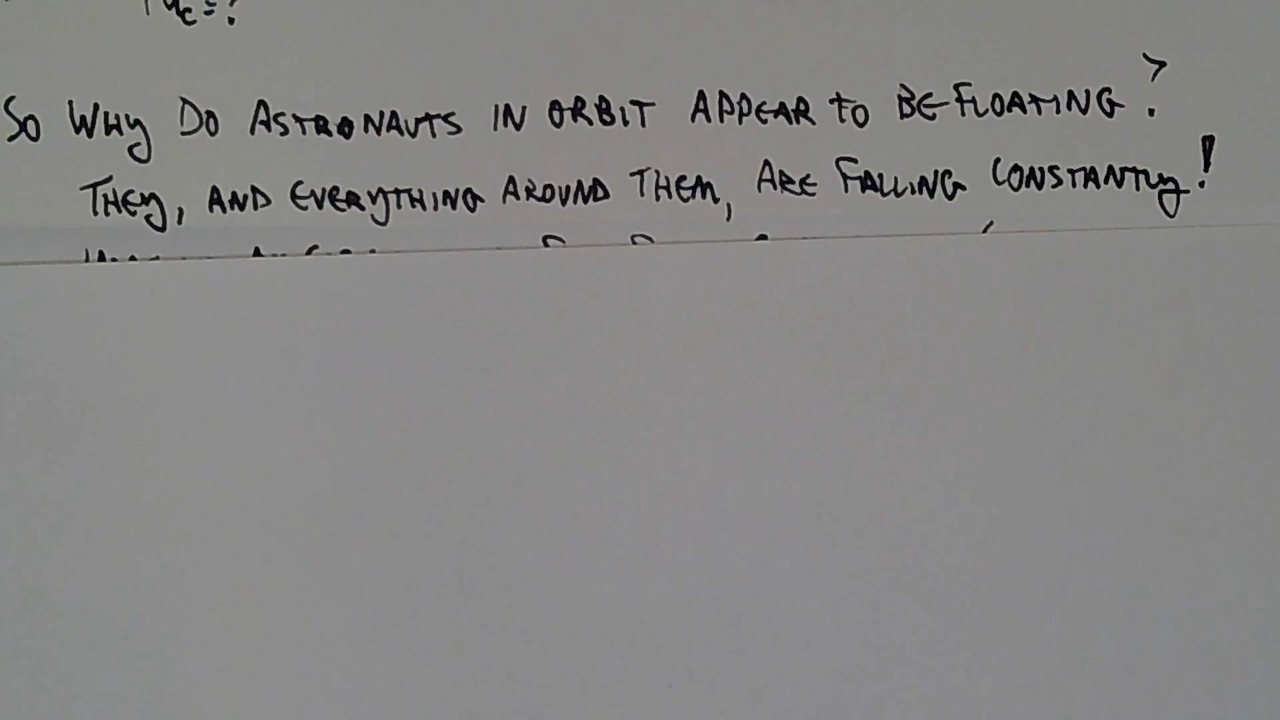 So WHY DO ASTRONAUTS IN ORBIT APPEAR to BE FLOATING?
THEY, AND EVERYTHING AROUND THEM, ARE FALLING CONSTANTLY!